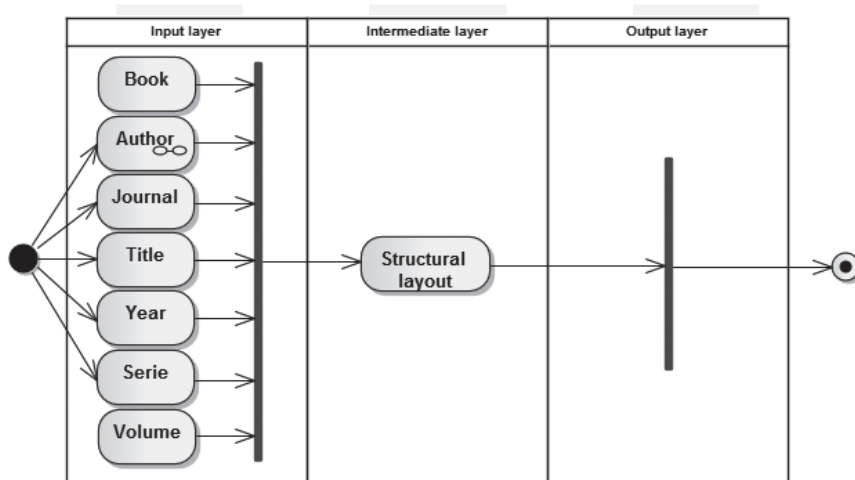 Input layer
Intermediate layer
Output layer
Book
Author
Journal
Title
Year
Serie
Volume
Structural
layout